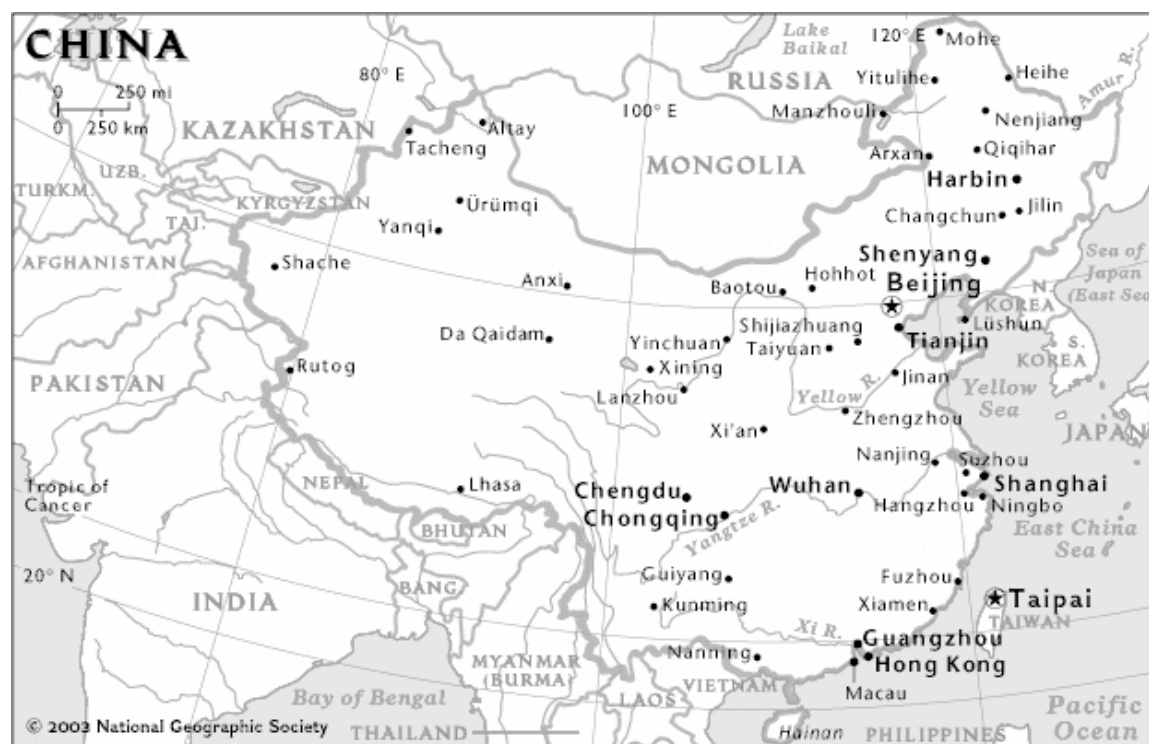 CHINA
0 250 mi
0 250 km
80° E
100° E
120° E
Lake
Baikal
Mohe
RUSSIA
Yitulihe
Heihe
Amur R.
Manzhouli
Nenjiang
KAZAKHSTAN
Altay
Tacheng
MONGOLIA
Arxan
Qiqihar
UZB.
Harbin
TURKM.
KYRGYZSTAN
Ürümqi
Changchun
Jilin
TAJ.
Yanqi
Shenyang
Sea of
Japan
(East Sea)
AFGHANISTAN
Shache
Anxi
Baotou
Hohhot
Beijing
N.
KOREA
Da Qaidam
Yinchuan
Shijiazhuang
Taiyuan
Tianjin
Lüshun
S.
KOREA
PAKISTAN
Rutog
Xining
Lanzhou
Yellow R.
Jinan
Yellow
Sea
Zhengzhou
Xi'an
JAPAN
Nanjing
Suzhou
Tropic of
Cancer
NEPAL
Lhasa
Chengdu
Wuhan
Shanghai
Chongqing
Hangzhou
Ningbo
BHUTAN
Yangtze R.
East China
Sea
20° N
BANG.
Guiyang
Fuzhou
INDIA
Kunming
Xiamen
Taipai
TAIWAN
Xi R.
Guangzhou
Nanning
Hong Kong
MYANMAR
(BURMA)
Macau
Bay of Bengal
LAOS
VIETNAM
Pacific
Ocean
© 2003 National Geographic Society
THAILAND
Hainan
PHILIPPINES